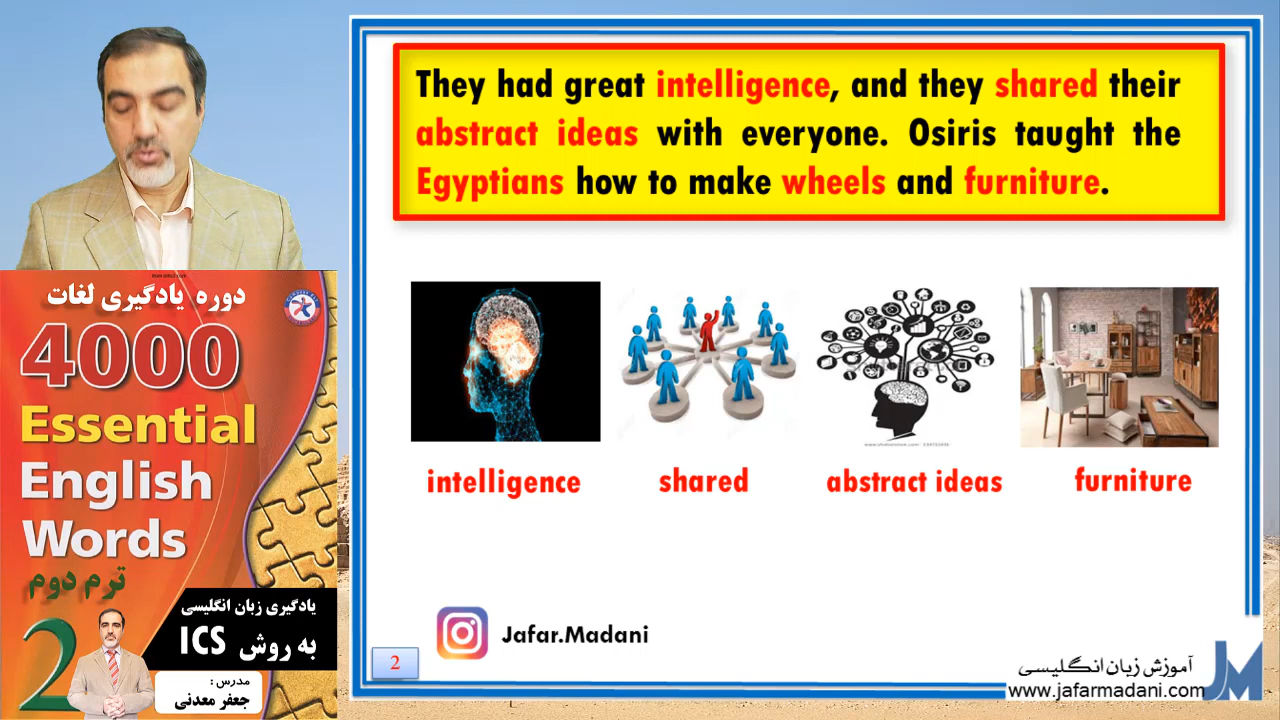 They had great intelligence, and they shared their
abstract ideas with everyone. Osiris taught the
Egyptians how to make wheels and furniture.
intelligence
shared
abstract ideas
furniture
Jafar.Madani
2
آموزش زبان انگلیسی
www.jafarmadani.com
JM
دوره یادگیری لغات
4000
Essential
English
Words
ترم دوم
2
یادگیری زبان انگلیسی
به روش ICS
مدرس :
جعفر معدنی